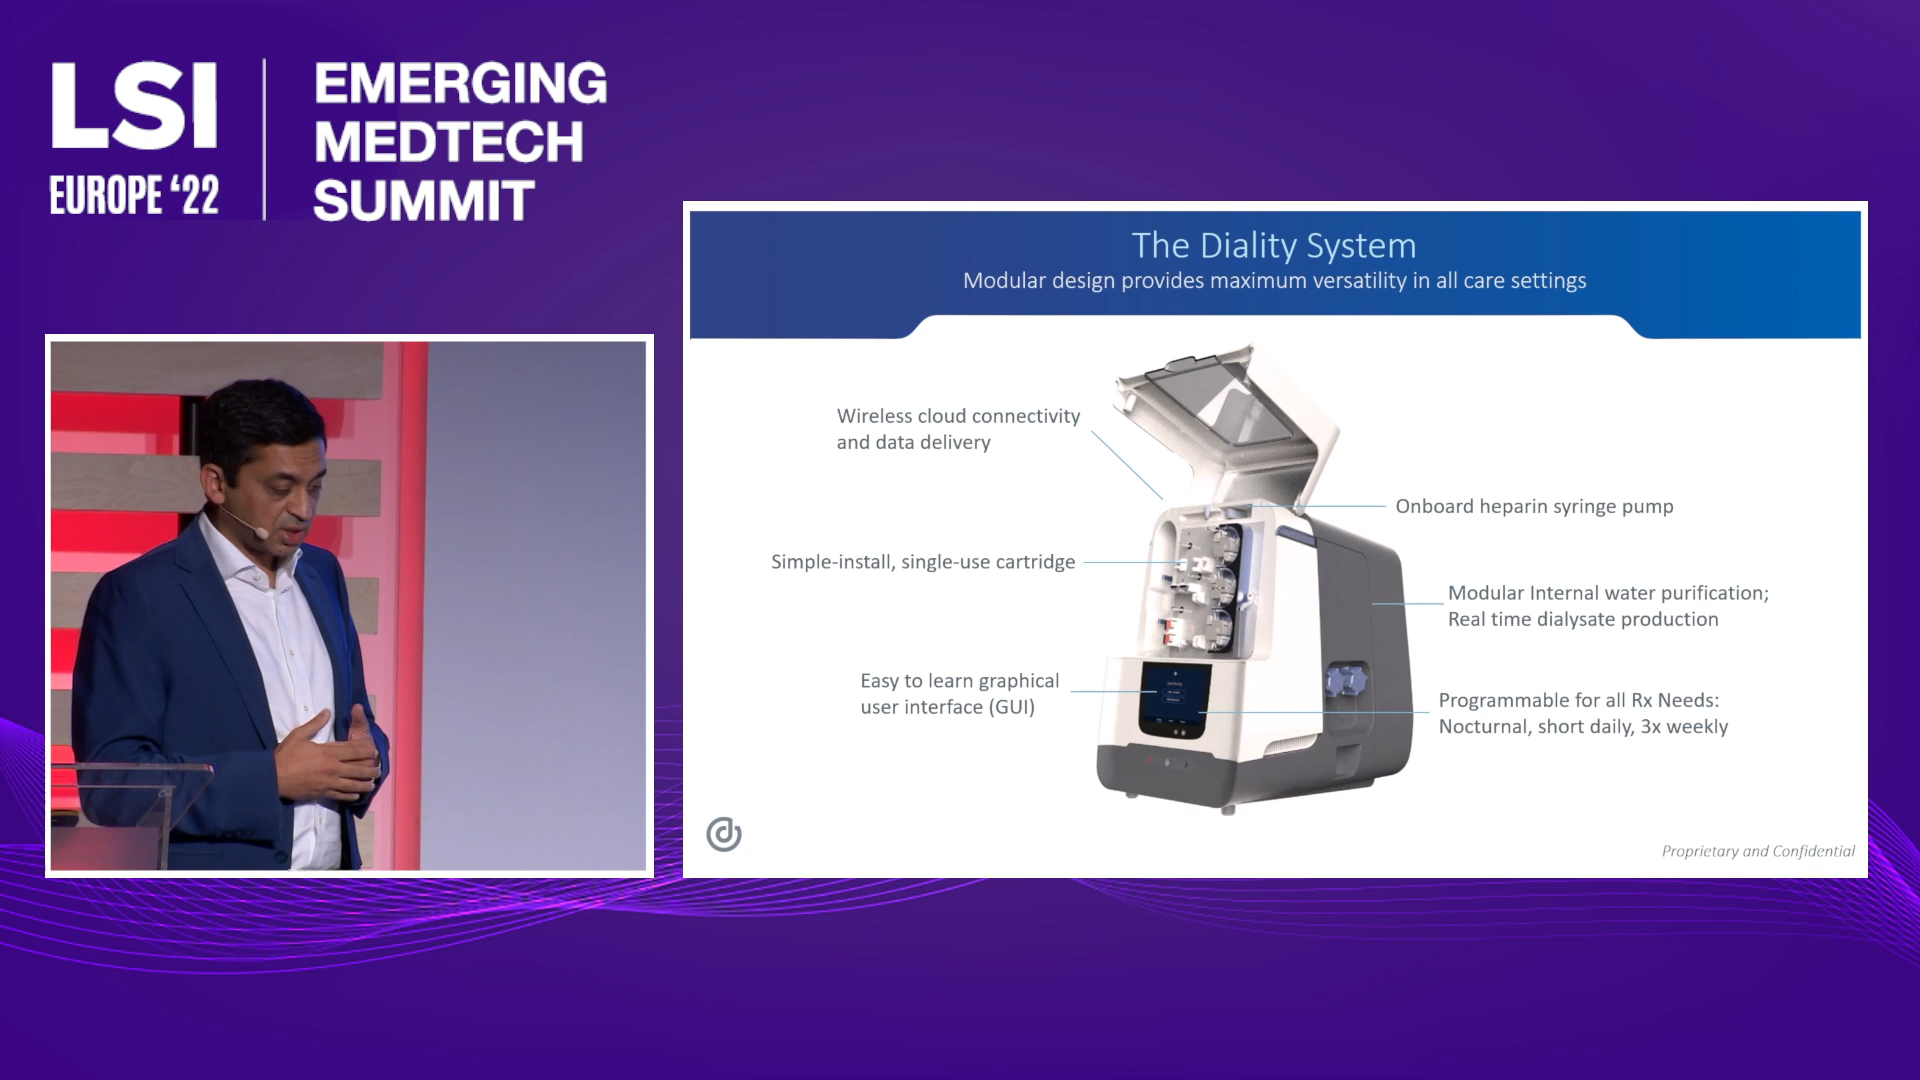 LSI
EUROPE ‘22
EMERGING
MEDTECH
SUMMIT
The Diality System
Modular design provides maximum versatility in all care settings
Wireless cloud connectivity
and data delivery
Onboard heparin syringe pump
Simple-install, single-use cartridge
Modular Internal water purification;
Real time dialysate production
Easy to learn graphical
user interface (GUI)
Programmable for all Rx Needs:
Nocturnal, short daily, 3x weekly
Proprietary and Confidential